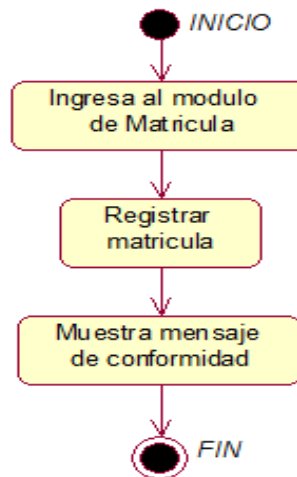 INICIO
Ingresa al modulo
de Matricula
Registrar
matricula
Muestra mensaje
de conformidad
FIN